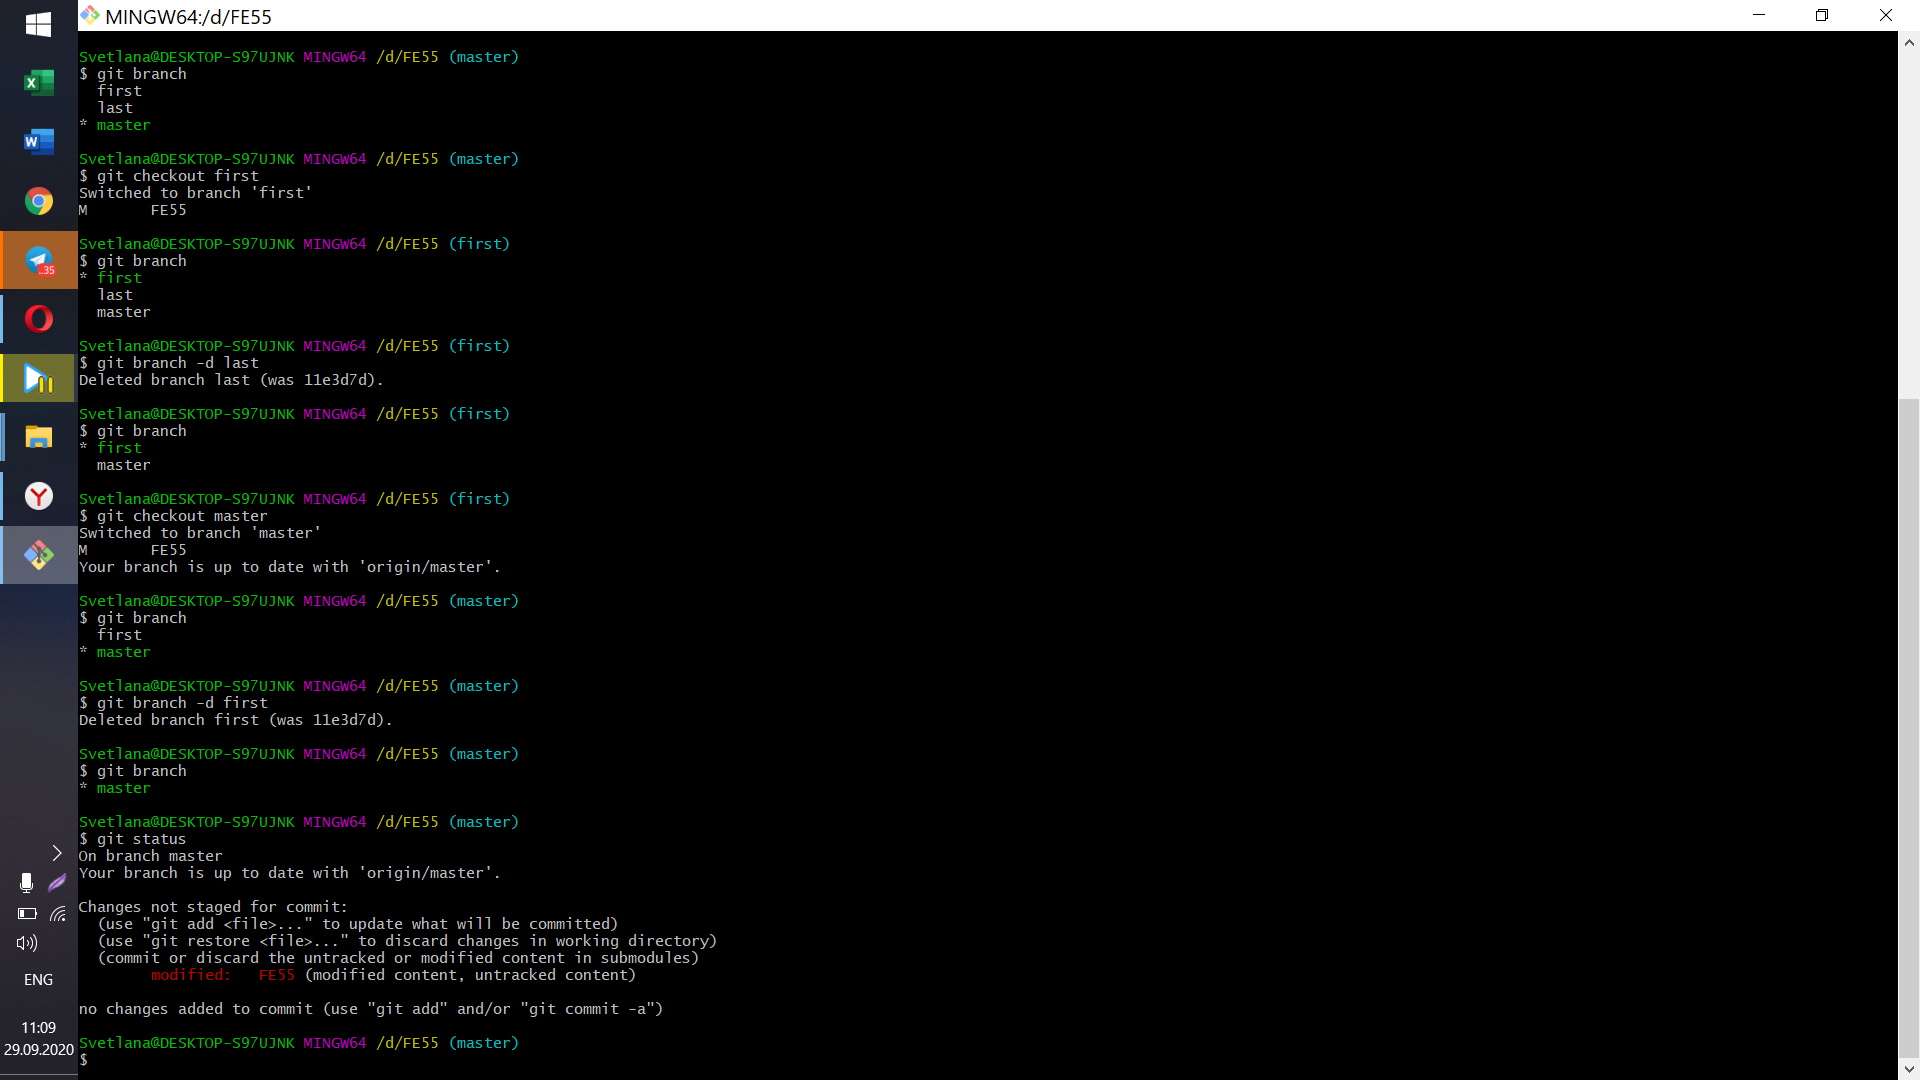 MINGW64:/d/FE55
Svetlana@DESKTOP-S97UJNK MINGW64 /d/FE55 (master)
$ git branch
  first
  last
* master
Svetlana@DESKTOP-S97UJNK MINGW64 /d/FE55 (master)
$ git checkout first
Switched to branch 'first'
M       FE55
Svetlana@DESKTOP-S97UJNK MINGW64 /d/FE55 (first)
$ git branch
* first
  last
  master
Svetlana@DESKTOP-S97UJNK MINGW64 /d/FE55 (first)
$ git branch -d last
Deleted branch last (was 11e3d7d).
Svetlana@DESKTOP-S97UJNK MINGW64 /d/FE55 (first)
$ git branch
* first
  master
Svetlana@DESKTOP-S97UJNK MINGW64 /d/FE55 (first)
$ git checkout master
Switched to branch 'master'
M       FE55
Your branch is up to date with 'origin/master'.
Svetlana@DESKTOP-S97UJNK MINGW64 /d/FE55 (master)
$ git branch
  first
* master
Svetlana@DESKTOP-S97UJNK MINGW64 /d/FE55 (master)
$ git branch -d first
Deleted branch first (was 11e3d7d).
Svetlana@DESKTOP-S97UJNK MINGW64 /d/FE55 (master)
$ git branch
* master
Svetlana@DESKTOP-S97UJNK MINGW64 /d/FE55 (master)
$ git status
On branch master
Your branch is up to date with 'origin/master'.
Changes not staged for commit:
  (use "git add <file>..." to update what will be committed)
  (use "git restore <file>..." to discard changes in working directory)
  (commit or discard the untracked or modified content in submodules)
        modified:   FE55 (modified content, untracked content)
no changes added to commit (use "git add" and/or "git commit -a")
Svetlana@DESKTOP-S97UJNK MINGW64 /d/FE55 (master)
$
X
W
..35
ENG
11:09
29.09.2020